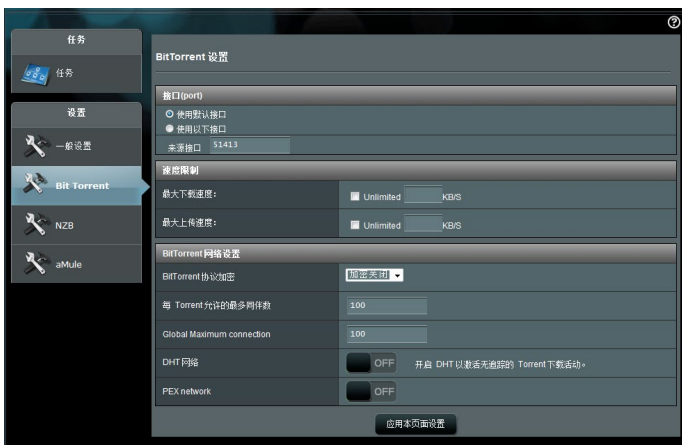 任务
任务
设置
一般设置
Bit Torrent
NZB
aMule
BitTorrent 设置
接口(port)
使用默认接口
使用以下接口
来源接口 51413
速度限制
最大下载速度: Unlimited KB/S
最大上传速度: Unlimited KB/S
BitTorrent 网络设置
BitTorrent 协议加密 加密关闭
每 Torrent 允许的最多同伴数 100
Global Maximum connection 100
DHT 网络 OFF 开启 DHT 以激活无追踪的 Torrent 下载活动。
PEX network OFF
应用本页面设置